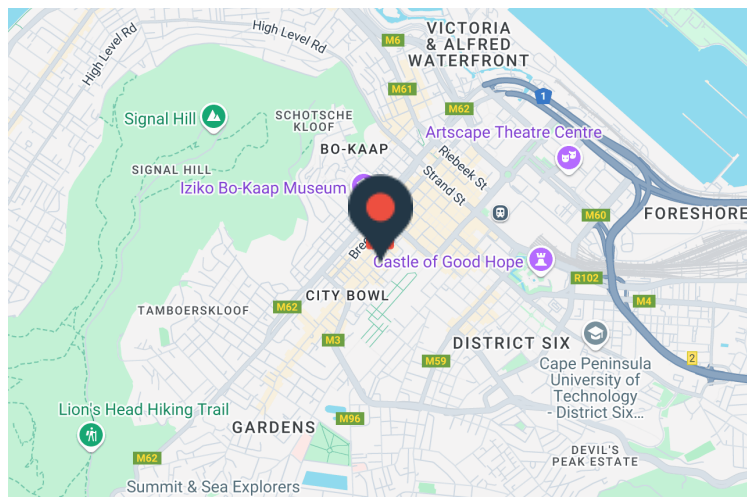 High Level Rd
High Level Rd
M6
VICTORIA
& ALFRED
WATERFRONT
M61
1
M62
Signal Hill
SCHOTSCHE
KLOOF
Artscape Theatre Centre
BO-KAAP
Riebeek St
SIGNAL HILL
Strand St
Iziko Bo-Kaap Museum
M60
FORESHORE
Castle of Good Hope
R102
CITY BOWL
M62
M4
TAMBOERSKLOOF
M3
DISTRICT SIX
M59
2
Cape Peninsula
University of
Technology
- District Six...
Lion's Head Hiking Trail
M96
GARDENS
M62
DEVIL'S
PEAK ESTATE
Summit & Sea Explorers